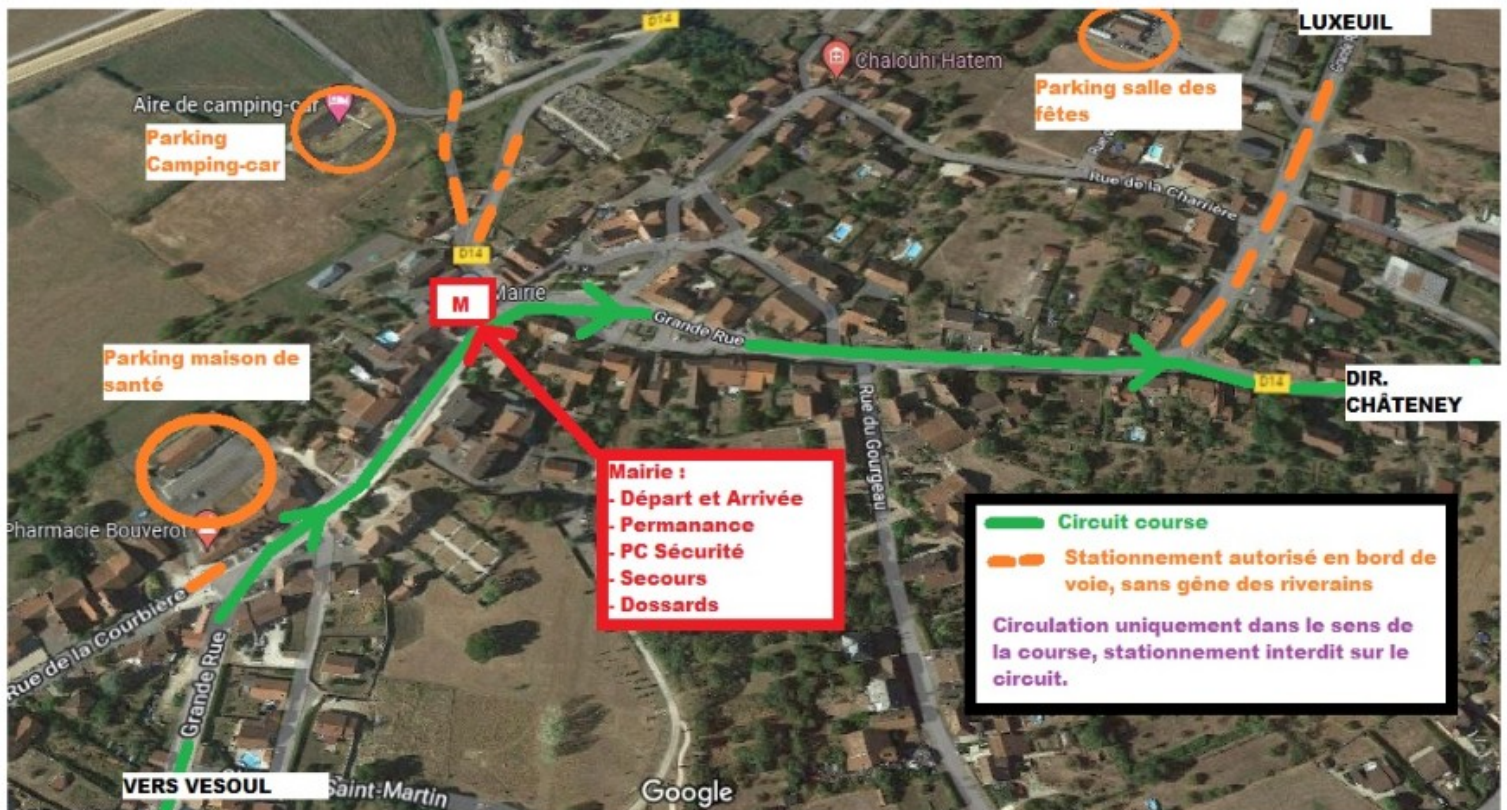 D14
LUXEUIL
Grande R
Chalouhi Hatem
Aire de camping-car
Parking
Camping-car
Parking salle des
fêtes
Rue de la Charrière
D14
M
Mairie
Grande Rue
Parking maison de
santé
D14
DIR.
CHÂTENEY
Rue du Gourgeau
Mairie :
- Départ et Arrivée
- Permanance
- PC Sécurité
- Secours
- Dossards
Pharmacie Bouverot
Circuit course
Stationnement autorisé en bord de
voie, sans gêne des riverains
Circulation uniquement dans le sens de
la course, stationnement interdit sur le
circuit.
Rue de la Courbière
Grande Rue
VERS VESOUL
Saint-Martin
Google